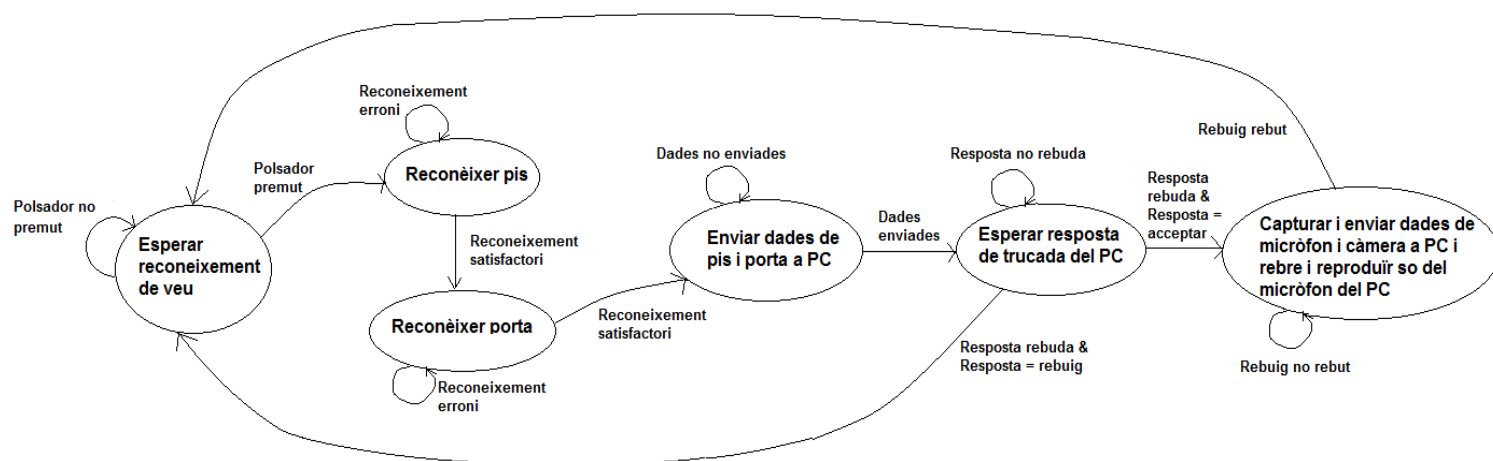 Polsador no
premut
Esperar
reconeixement
de veu
Polsador
premut
Reconeixement
erroni
Reconèixer pis
Reconeixement
satisfactori
Reconèixer porta
Reconeixement
erroni
Reconeixement
satisfactori
Dades no enviades
Enviar dades de
pis i porta a PC
Dades
enviades
Resposta no rebuda
Esperar resposta
de trucada del PC
Resposta rebuda &
Resposta = rebuig
Resposta
rebuda &
Resposta =
acceptar
Rebuig rebut
Capturar i enviar dades de
micròfon i càmera a PC i
rebre i reproduïr so del
micròfon del PC
Rebuig no rebut